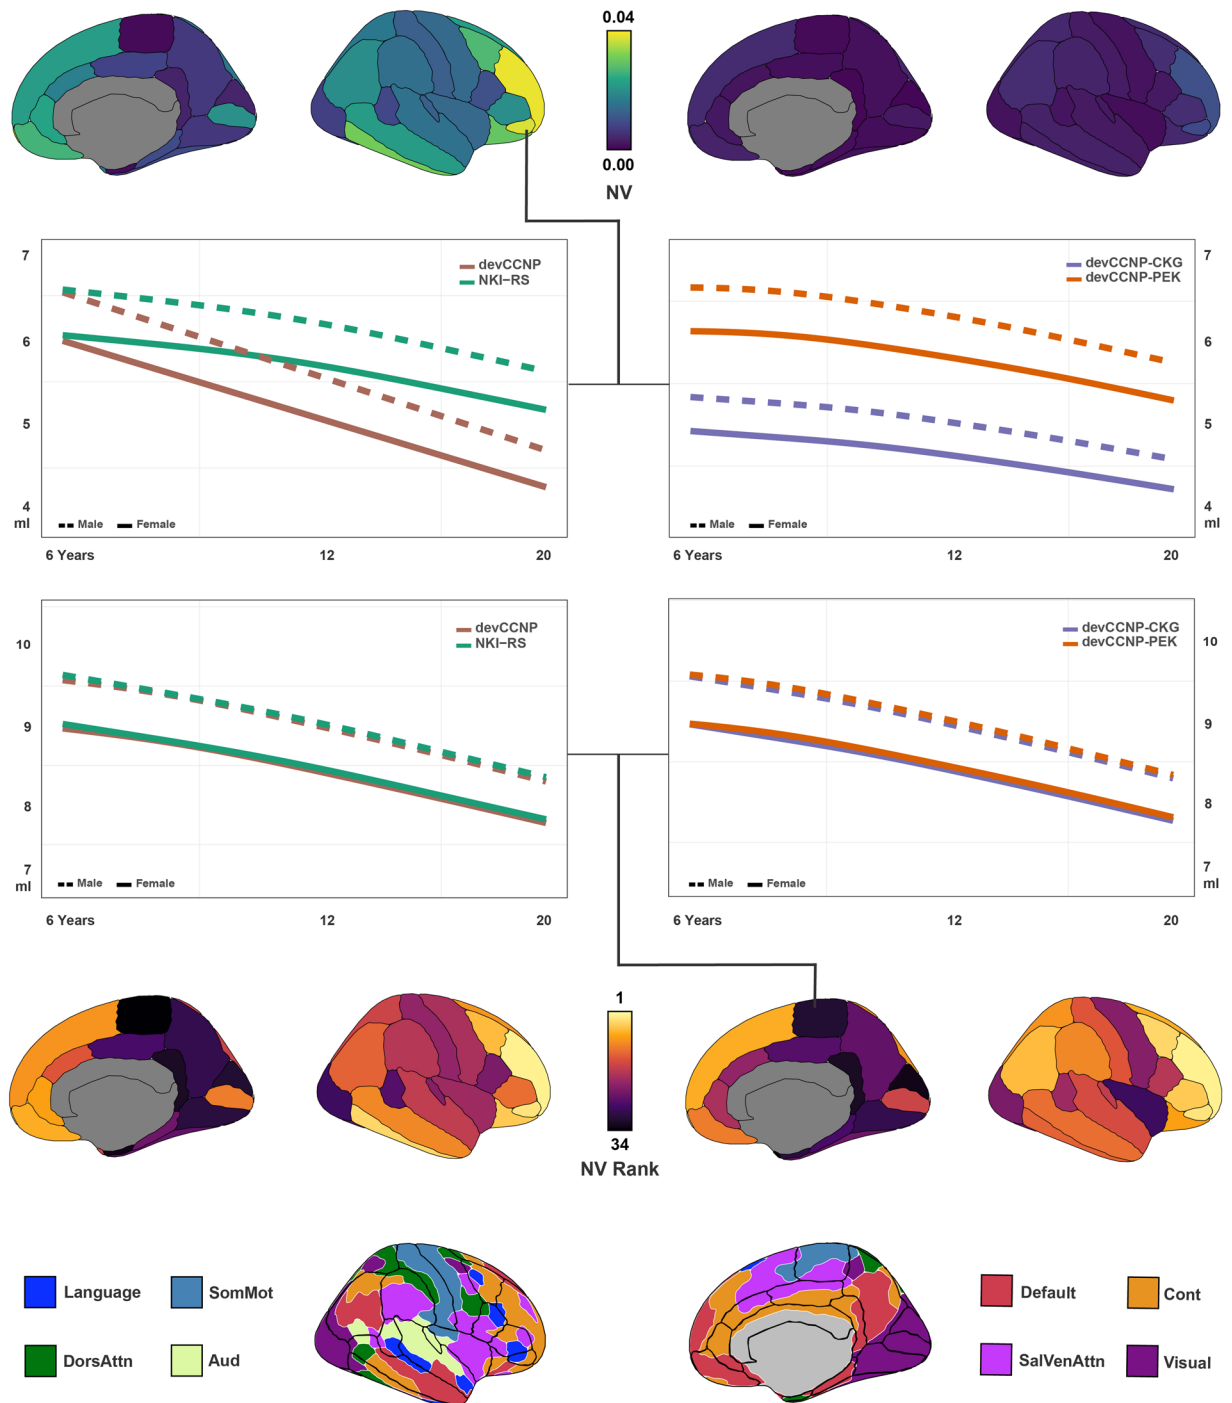 0.04
0.00
NV
7
6
5
4
ml
devCCNP
NKI−RS
Male Female
6 Years 12 20
devCCNP-CKG
devCCNP-PEK
7
6
5
4
ml
Male Female
6 Years 12 20
10
9
8
7
ml
devCCNP
NKI−RS
Male Female
6 Years 12 20
devCCNP-CKG
devCCNP-PEK
10
9
8
7
ml
Male Female
6 Years 12 20
1
34
NV Rank
Language SomMot
DorsAttn Aud
Default Cont
SalVenAttn Visual